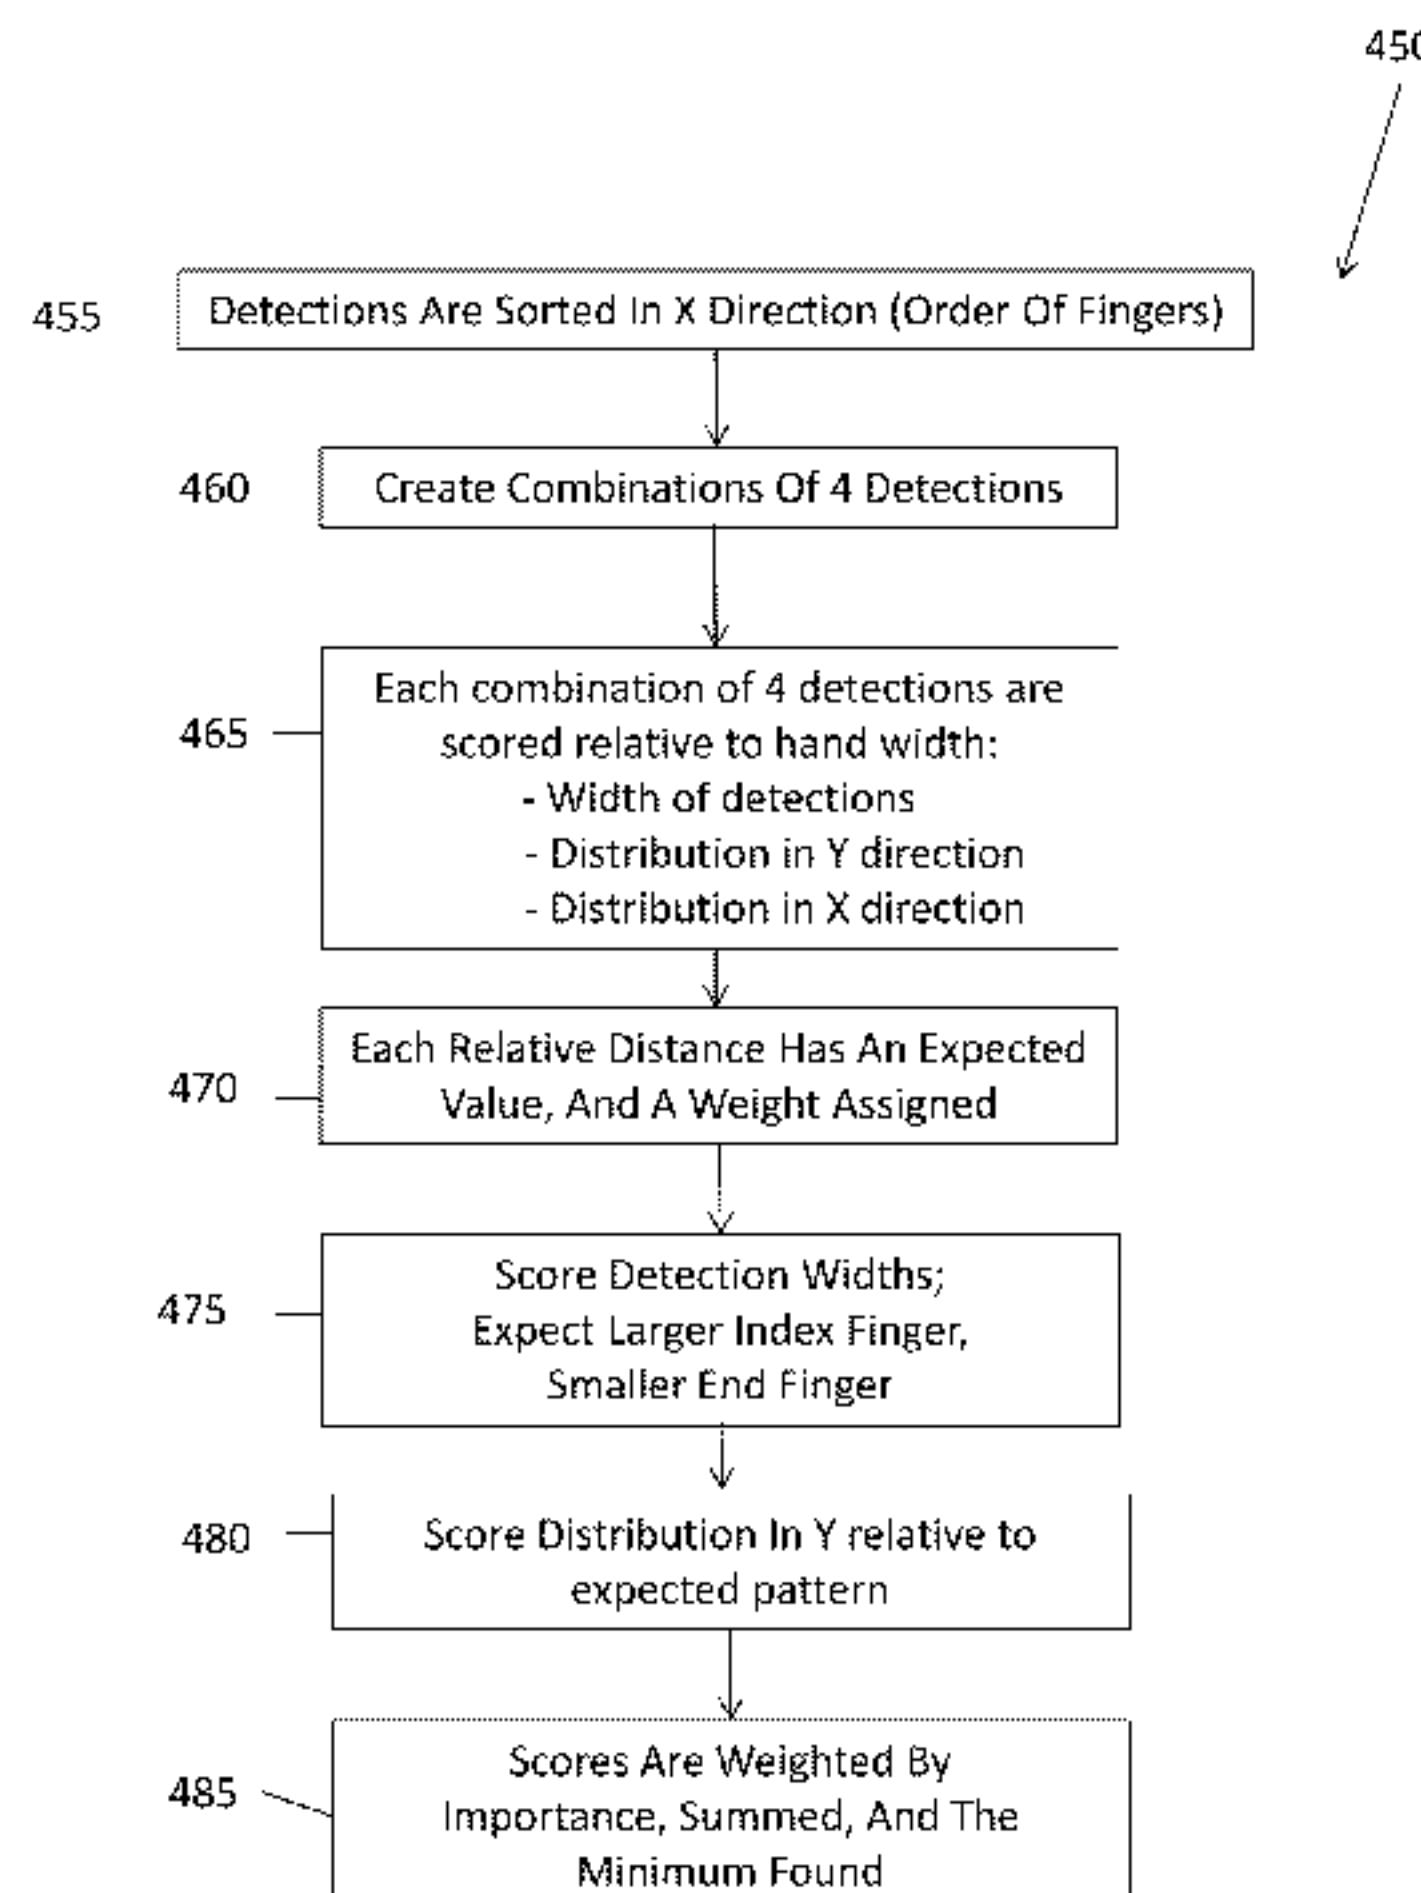 450
455
Detections Are Sorted In X Direction (Order Of Fingers)
460
Create Combinations Of 4 Detections
465
Each combination of 4 detections are
scored relative to hand width:
- Width of detections
- Distribution in Y direction
- Distribution in X direction
470
Each Relative Distance Has An Expected
Value, And A Weight Assigned
475
Score Detection Widths;
Expect Larger Index Finger,
Smaller End Finger
480
Score Distribution In Y relative to
expected pattern
485
Scores Are Weighted By
Importance, Summed, And The
Minimum Found